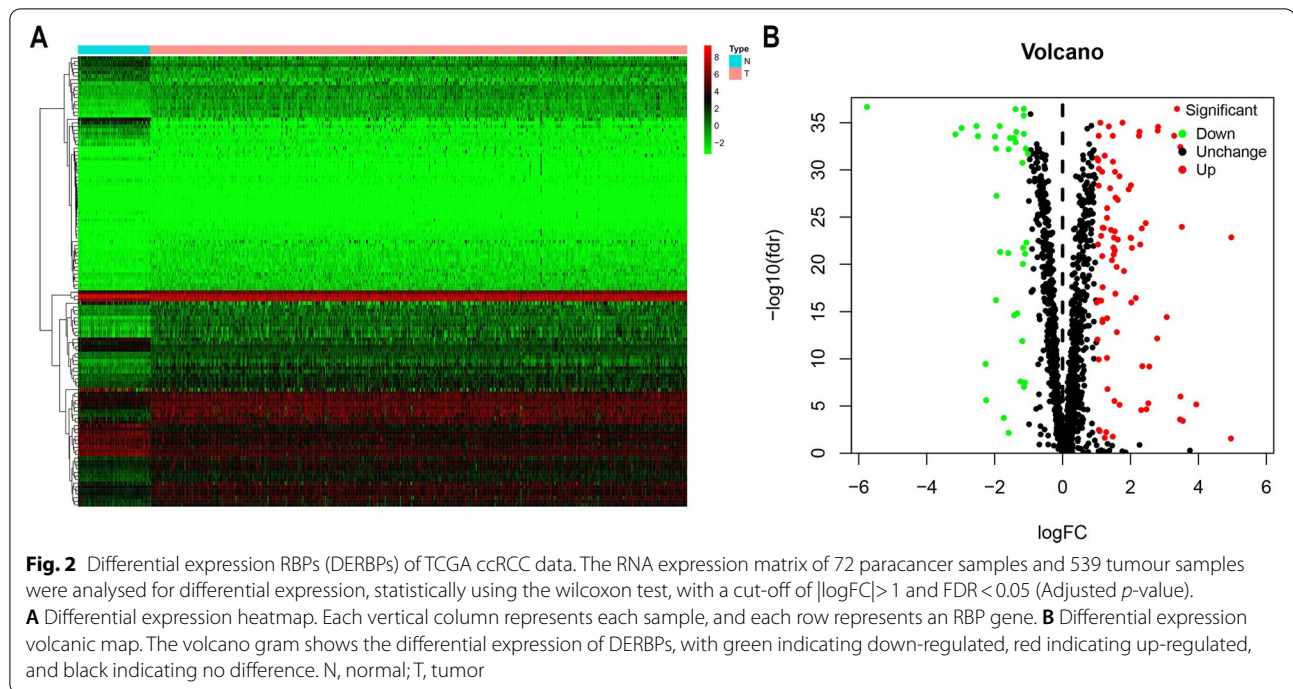 A
Type
N
T
8
6
4
2
0
−2
B
Volcano
Significant
Down
Unchange
Up
−log10(fdr)
35
30
25
20
15
10
5
0
−6 −4 −2 0 2 4 6
logFC
Fig. 2 Differential expression RBPs (DERBPs) of TCGA ccRCC data. The RNA expression matrix of 72 paracancer samples and 539 tumour samples
were analysed for differential expression, statistically using the wilcoxon test, with a cut-off of |logFC|> 1 and FDR < 0.05 (Adjusted p-value).
A Differential expression heatmap. Each vertical column represents each sample, and each row represents an RBP gene. B Differential expression
volcanic map. The volcano gram shows the differential expression of DERBPs, with green indicating down-regulated, red indicating up-regulated,
and black indicating no difference. N, normal; T, tumor